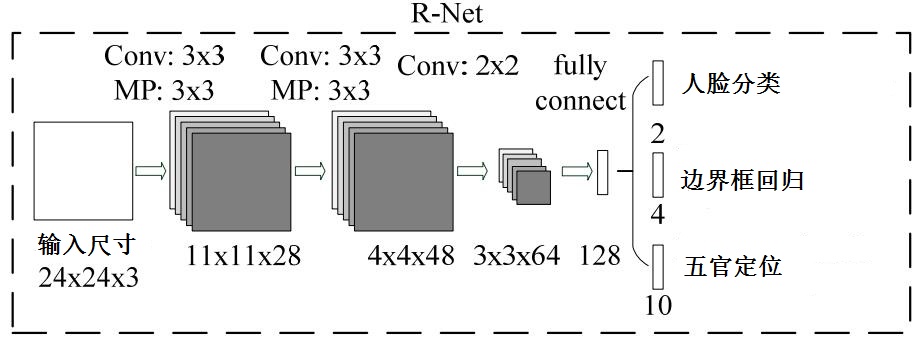 R-Net
Conv: 3x3
MP: 3x3
Conv: 3x3
MP: 3x3
Conv: 2x2
fully
connect
输入尺寸
24x24x3
11x11x28
4x4x48
3x3x64
128
人脸分类
2
边界框回归
4
五官定位
10